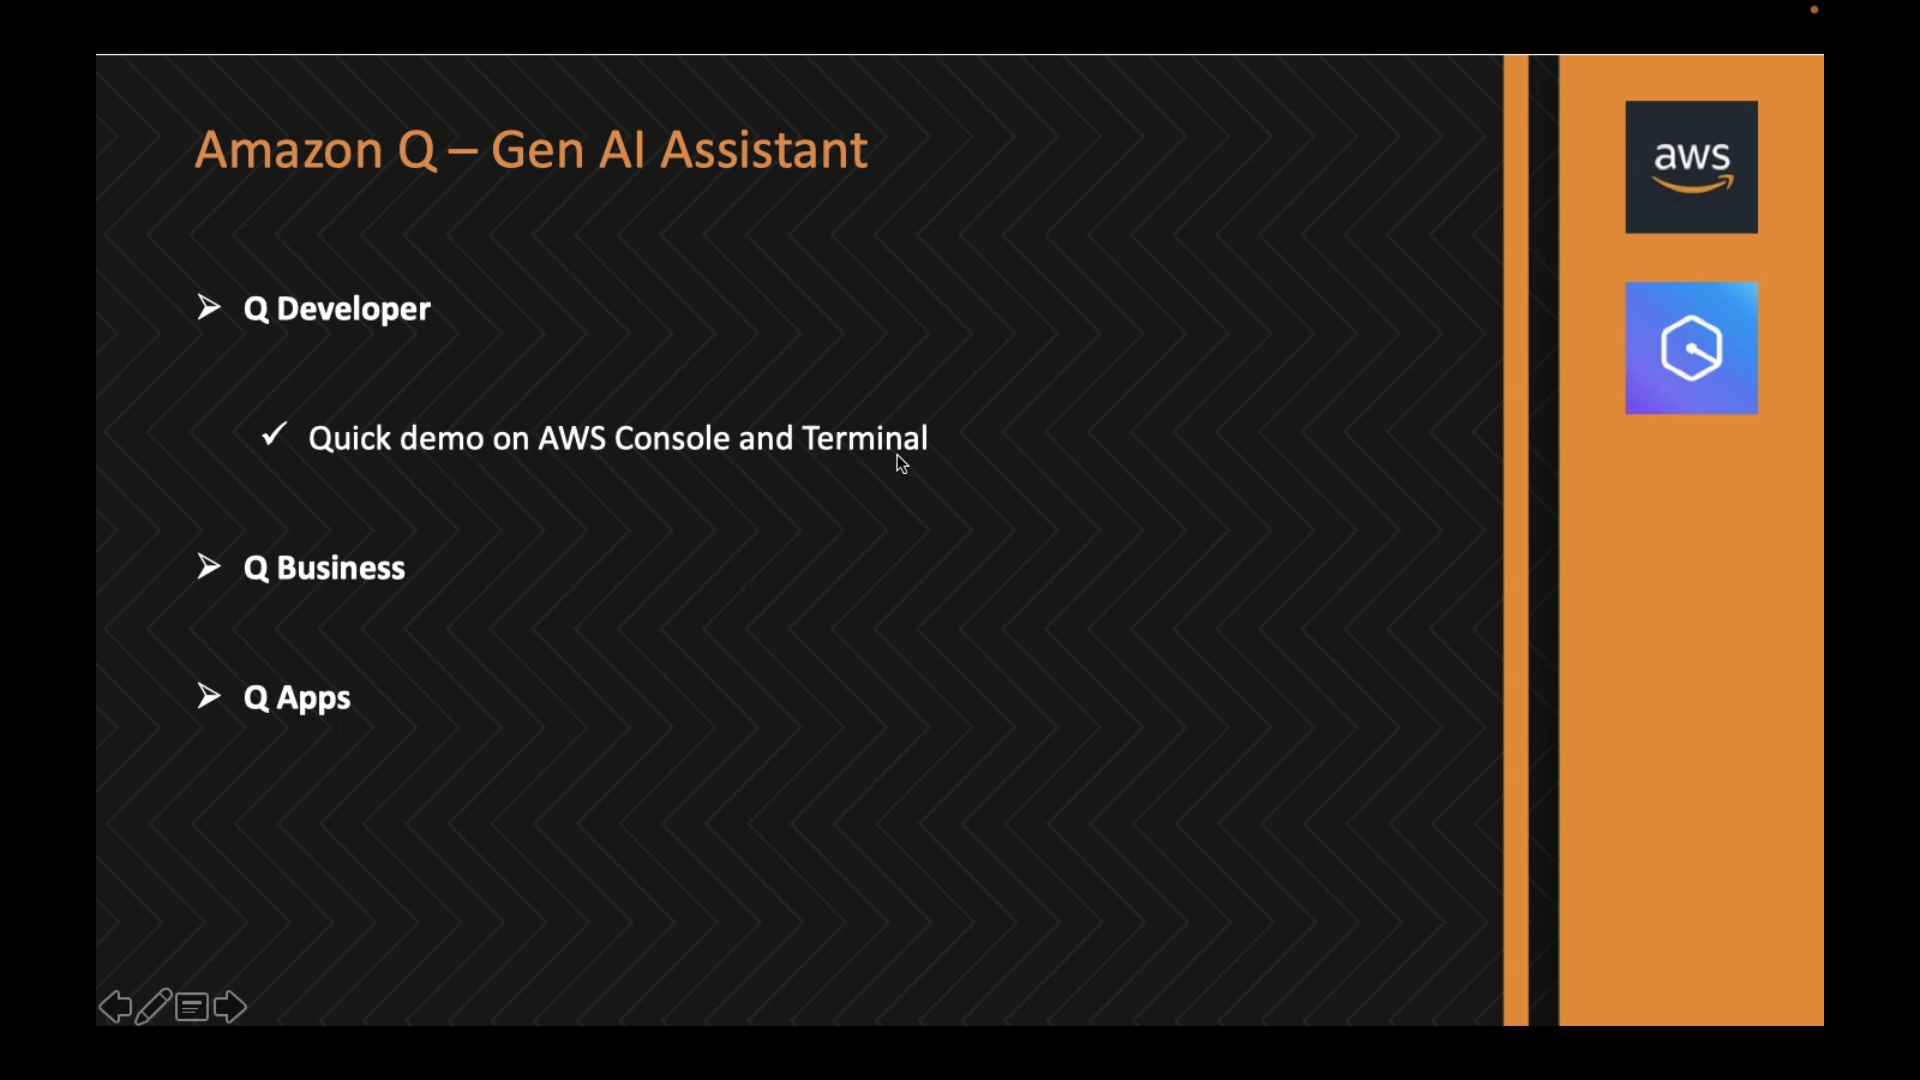 Amazon Q – Gen AI Assistant
aws
Q Developer
Quick demo on AWS Console and Terminal
Q Business
Q Apps